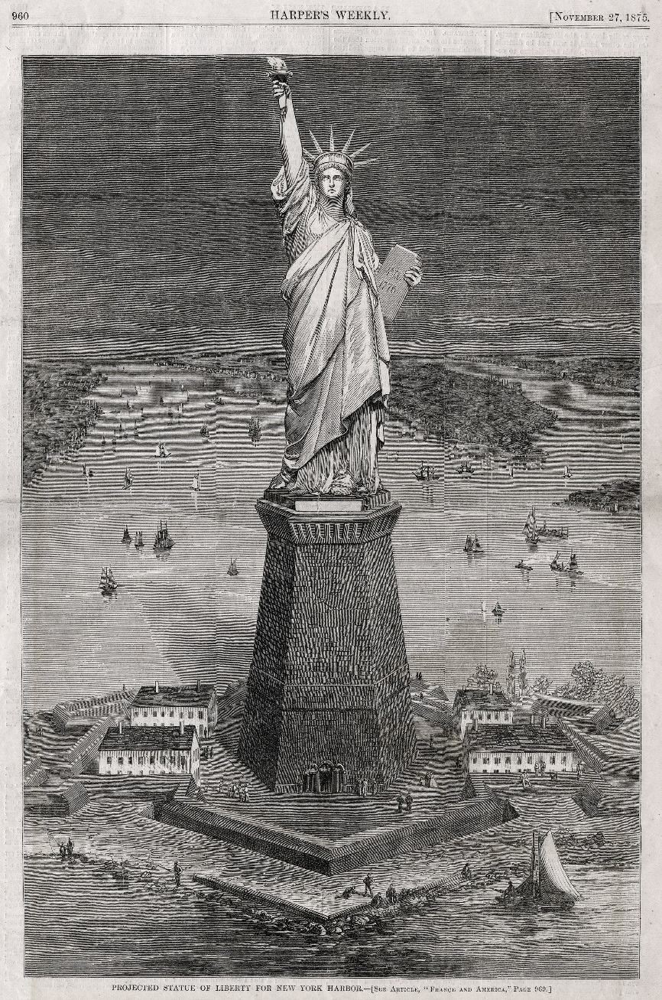 960
HARPER'S WEEKLY.
[NOVEMBER 27, 1875.
PROJECTED STATUE OF LIBERTY FOR NEW YORK HARBOR.—[SEE ARTICLE, "FRANCE AND AMERICA," PAGE 969.]